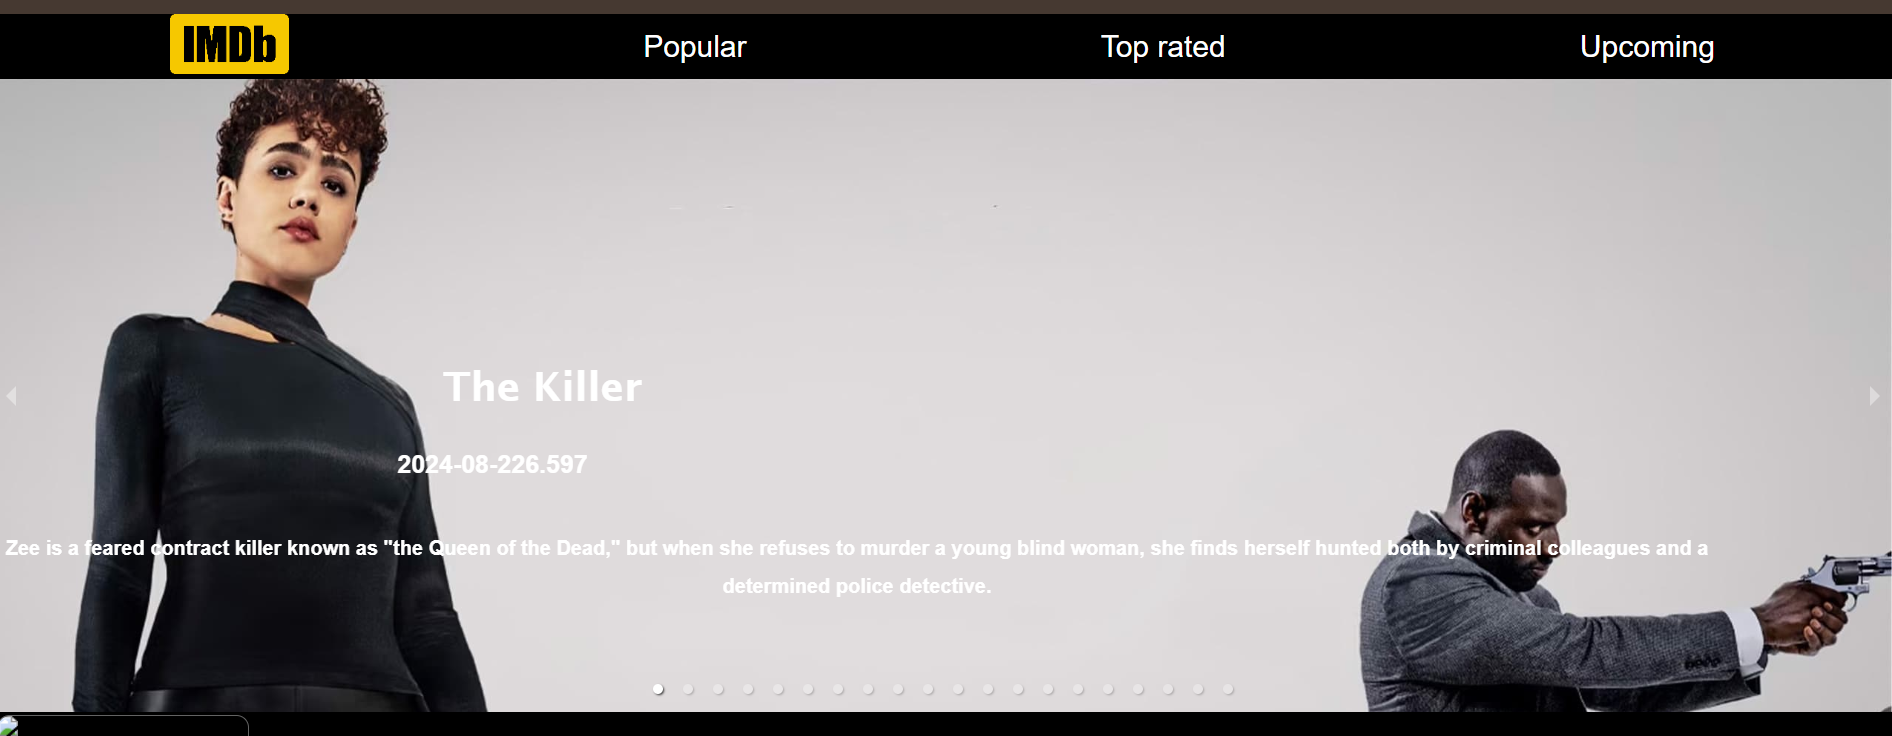 IMDb Popular Top rated Upcoming
The Killer
2024-08-226.597
Zee is a feared contract killer known as "the Queen of the Dead," but when she refuses to murder a young blind woman, she finds herself hunted both by criminal colleagues and a
determined police detective.